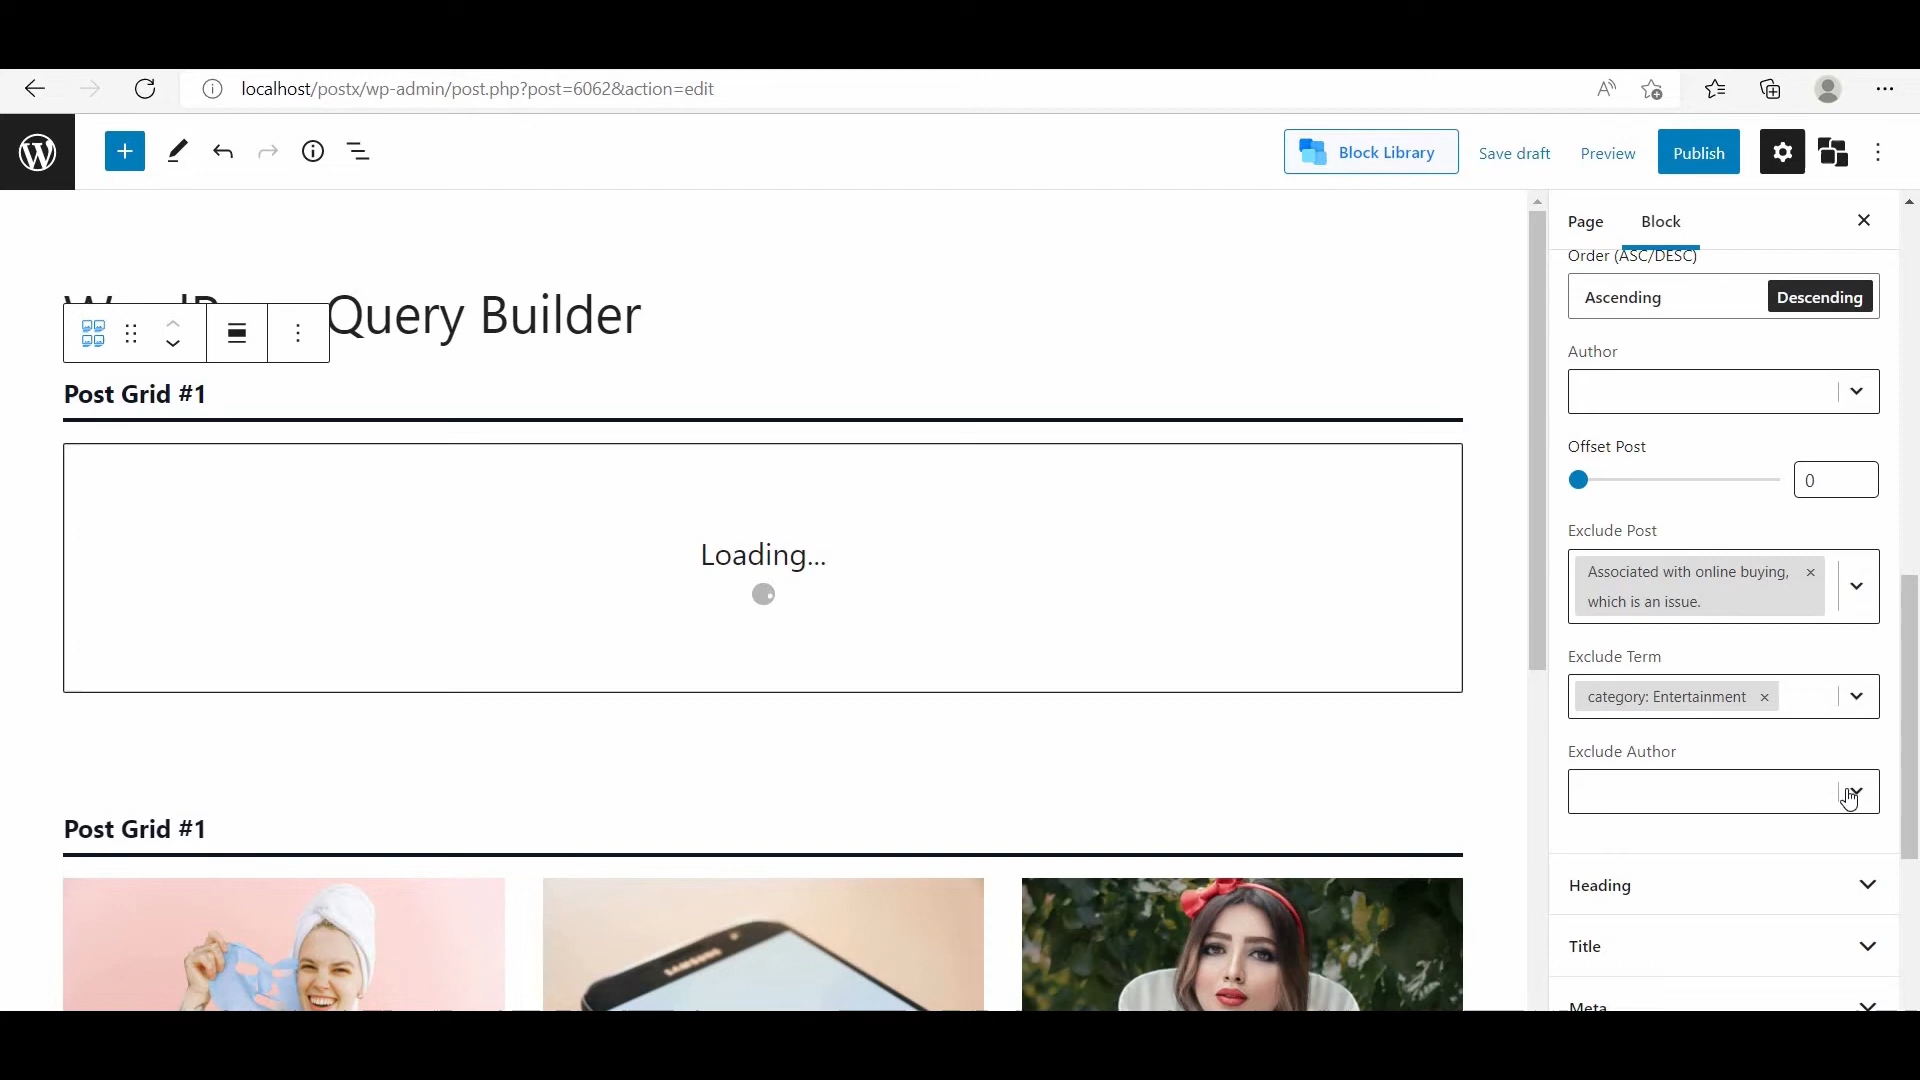 localhost/postx/wp-admin/post.php?post=6062&action=edit
Block Library
Save draft
Preview
Publish
Page
Block
Order (ASC/DESC)
Ascending
Descending
Query Builder
Post Grid #1
Author
Offset Post
0
Loading...
Exclude Post
Associated with online buying,
which is an issue.
Exclude Term
category: Entertainment
Exclude Author
Post Grid #1
Heading
Title
Meta
SAMSUNG